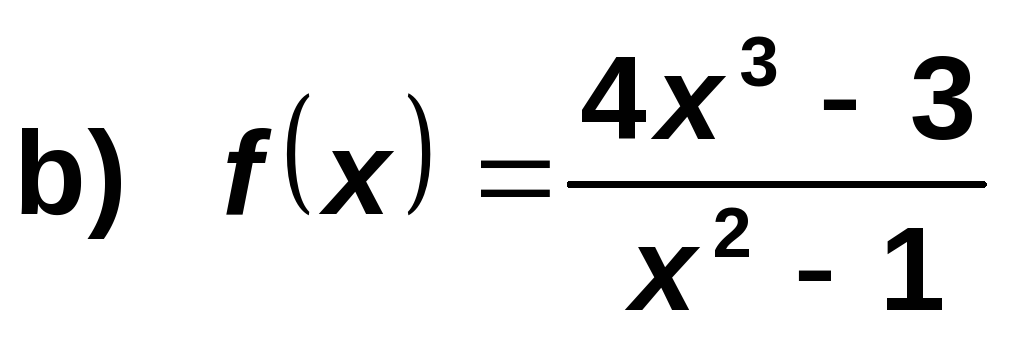 b) f(x) = (4x³ - 3)/(x² - 1)